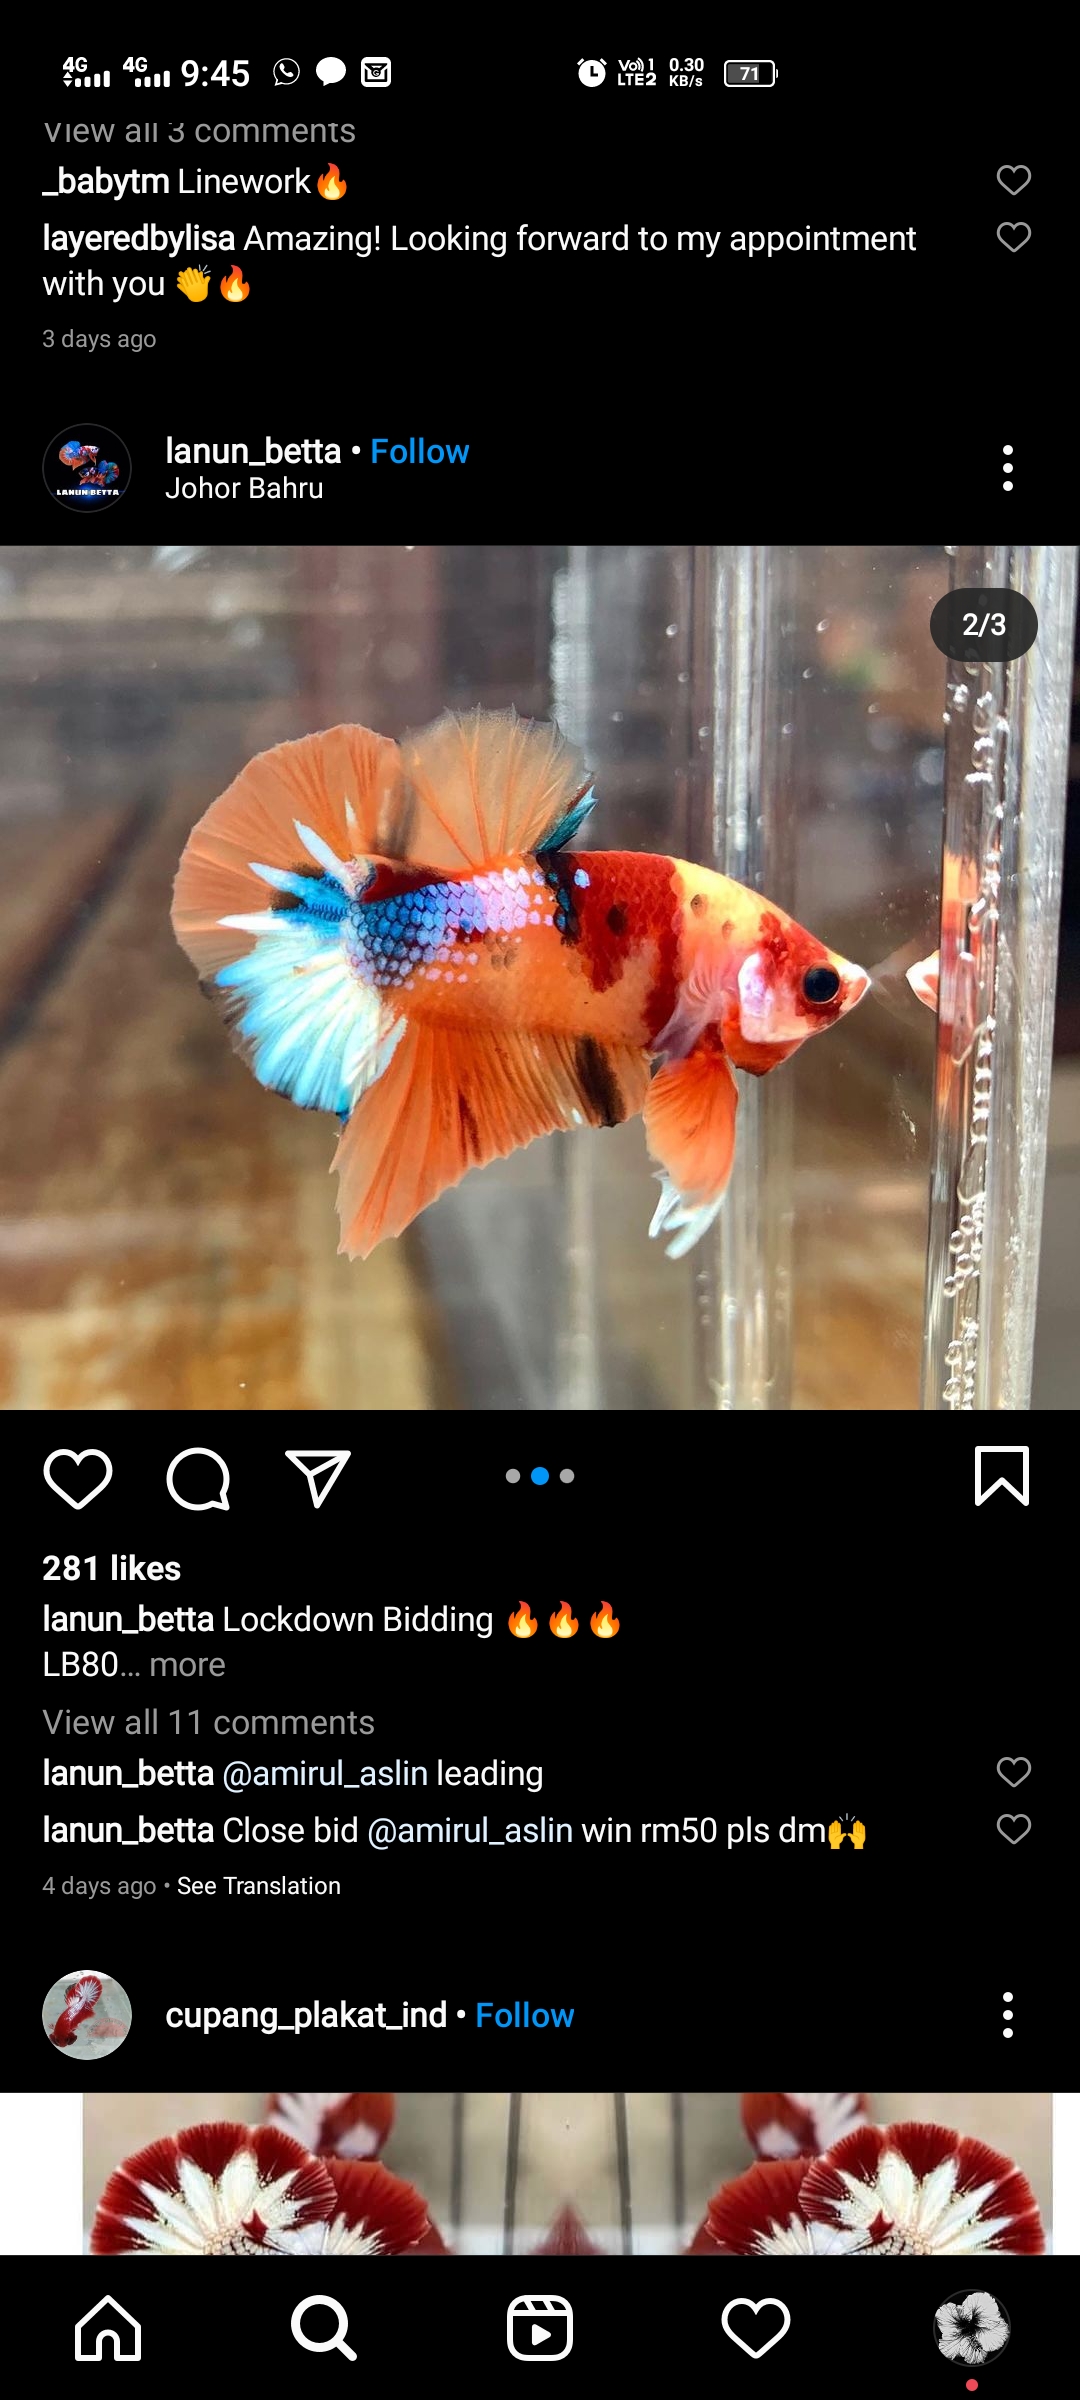 4G 4G 9:45 Vo) 1 LTE2 0.30 KB/s 71
View all 3 comments
_babytm Linework🔥
layeredbylisa Amazing! Looking forward to my appointment
with you 👏🔥
3 days ago
LANUN BETTA
lanun_betta • Follow
Johor Bahru
2/3
281 likes
lanun_betta Lockdown Bidding 🔥🔥🔥
LB80... more
View all 11 comments
lanun_betta @amirul_aslin leading
lanun_betta Close bid @amirul_aslin win rm50 pls dm🙌
4 days ago • See Translation
cupang_plakat_ind • Follow